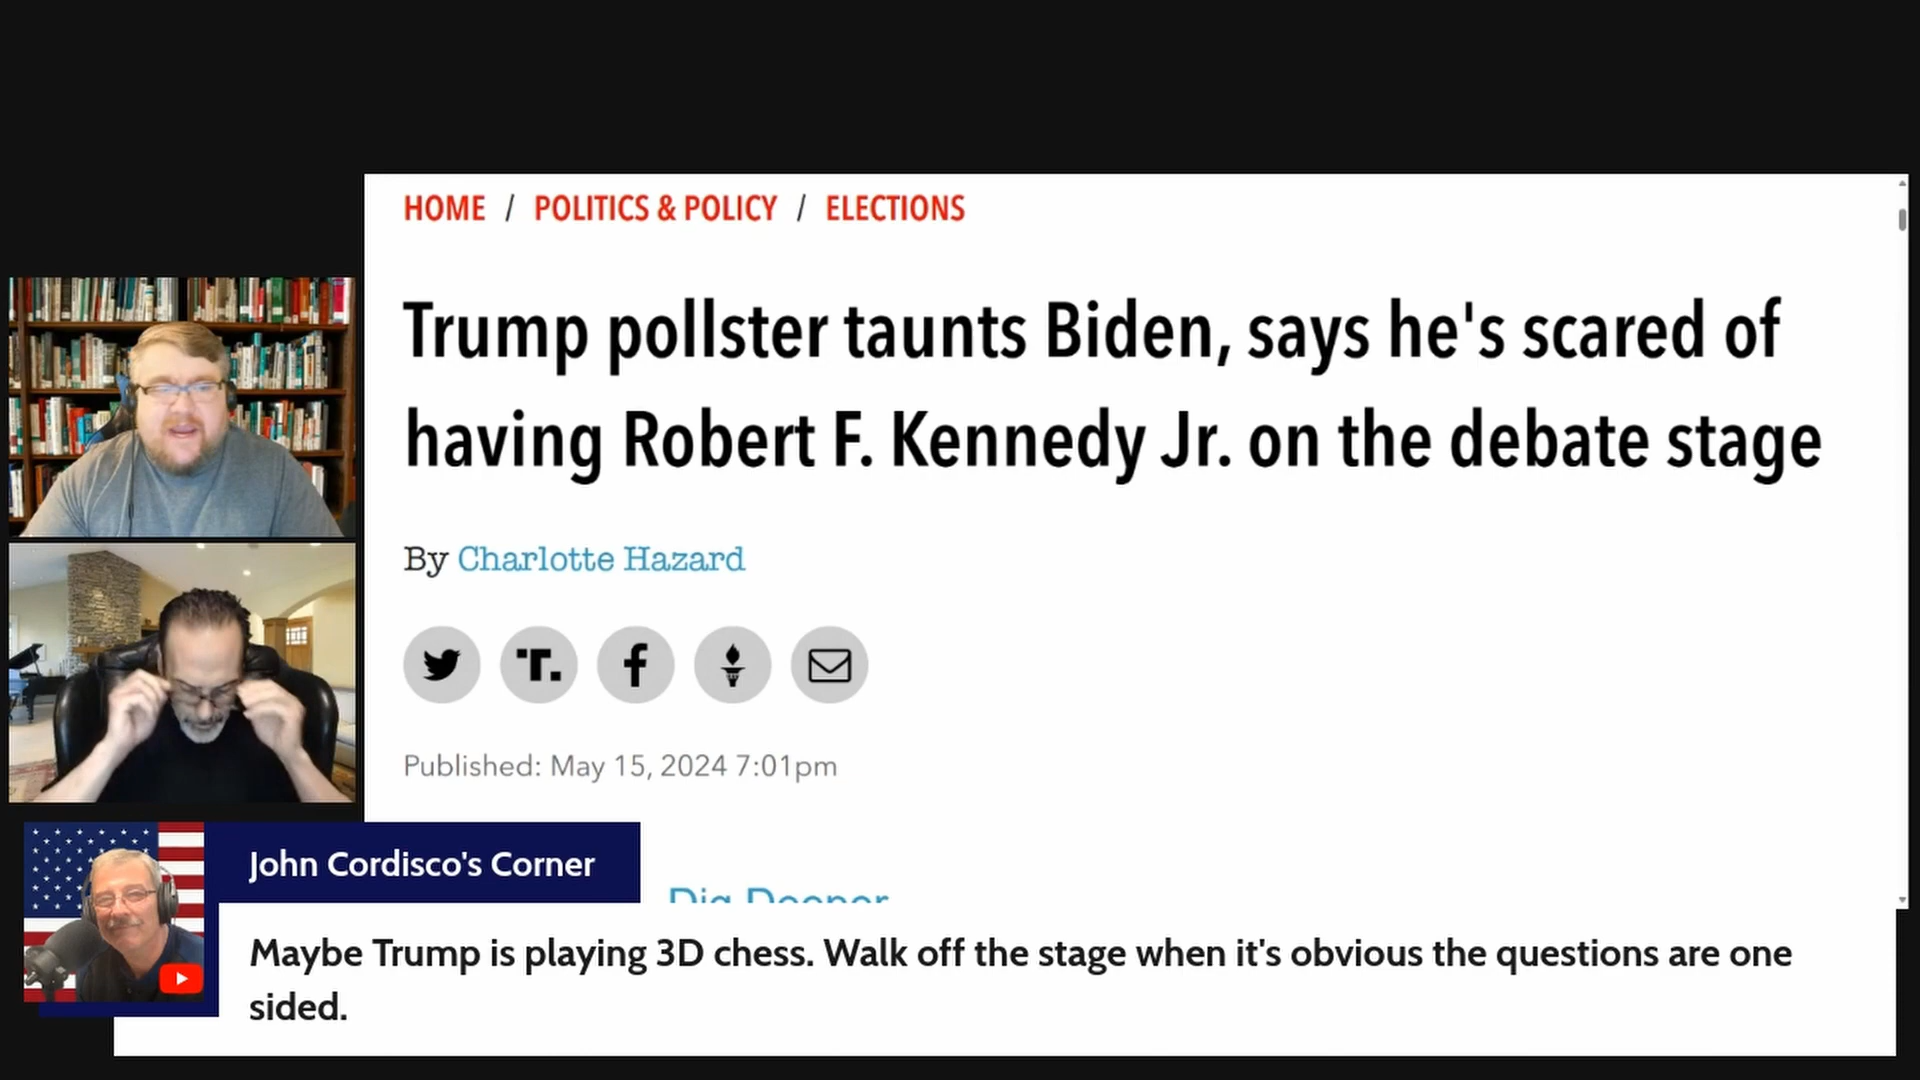 HOME / POLITICS & POLICY / ELECTIONS
Trump pollster taunts Biden, says he's scared of
having Robert F. Kennedy Jr. on the debate stage
By Charlotte Hazard
T.
f
Published: May 15, 2024 7:01pm
Dig Deeper
John Cordisco's Corner
Maybe Trump is playing 3D chess. Walk off the stage when it's obvious the questions are one
sided.